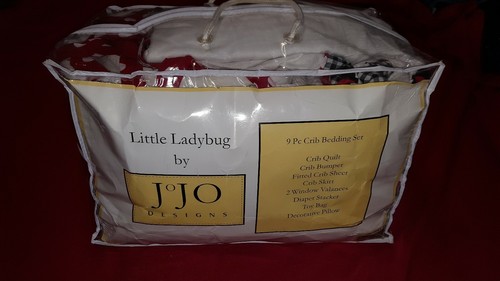 Little Ladybug
by
JoJO
DESIGNS
9 Pc Crib Bedding Set
Crib Quilt
Crib Bumper
Fitted Crib Sheet
Crib Skirt
2 Window Valances
Diaper Stacker
Toy Bag
Decorative Pillow